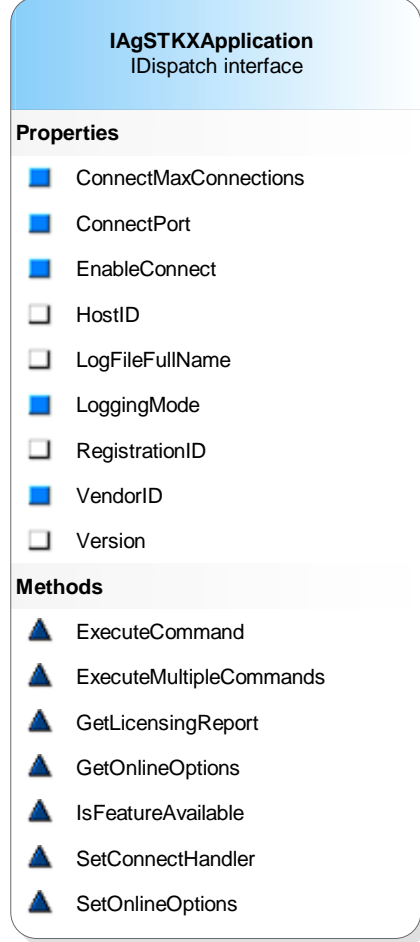 IAgSTKXApplication
IDispatch interface
Properties
ConnectMaxConnections
ConnectPort
EnableConnect
HostID
LogFileFullName
LoggingMode
RegistrationID
VendorID
Version
Methods
ExecuteCommand
ExecuteMultipleCommands
GetLicensingReport
GetOnlineOptions
IsFeatureAvailable
SetConnectHandler
SetOnlineOptions